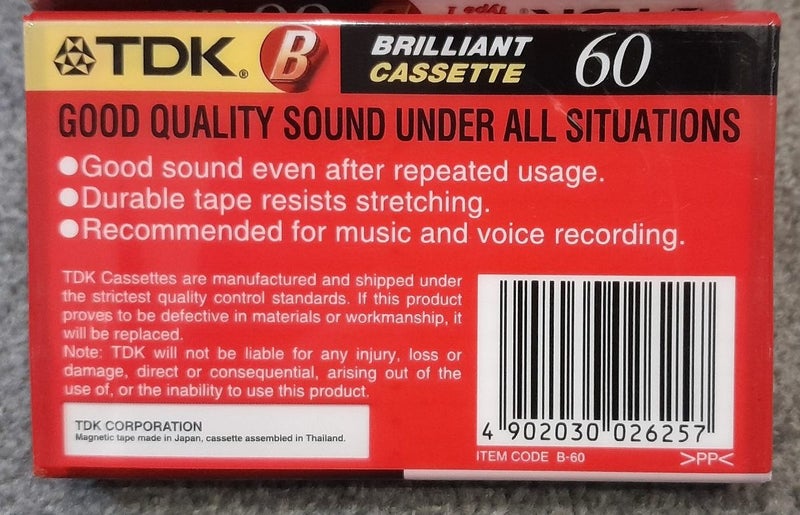 TDK® B BRILLIANT CASSETTE 60
GOOD QUALITY SOUND UNDER ALL SITUATIONS
●Good sound even after repeated usage.
●Durable tape resists stretching.
●Recommended for music and voice recording.
TDK Cassettes are manufactured and shipped under
the strictest quality control standards. If this product
proves to be defective in materials or workmanship, it
will be replaced.
Note: TDK will not be liable for any injury, loss or
damage, direct or consequential, arising out of the
use of, or the inability to use this product.
TDK CORPORATION
Magnetic tape made in Japan, cassette assembled in Thailand.
4 902030 026257
ITEM CODE B-60
>PP<